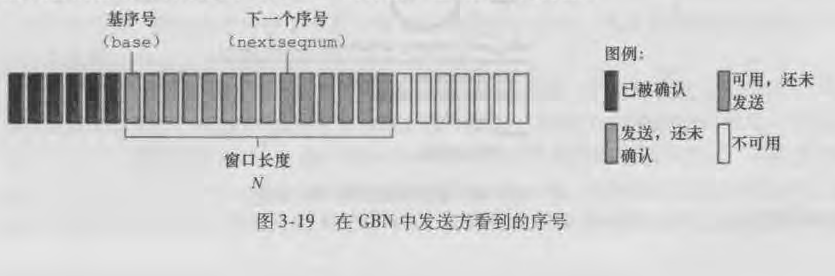 基序号
(base)
下一个序号
(nextseqnum)
窗口长度
N
图例:
已被确认
可用,还未
发送
发送,还未
确认
不可用
图3-19 在 GBN 中发送方看到的序号